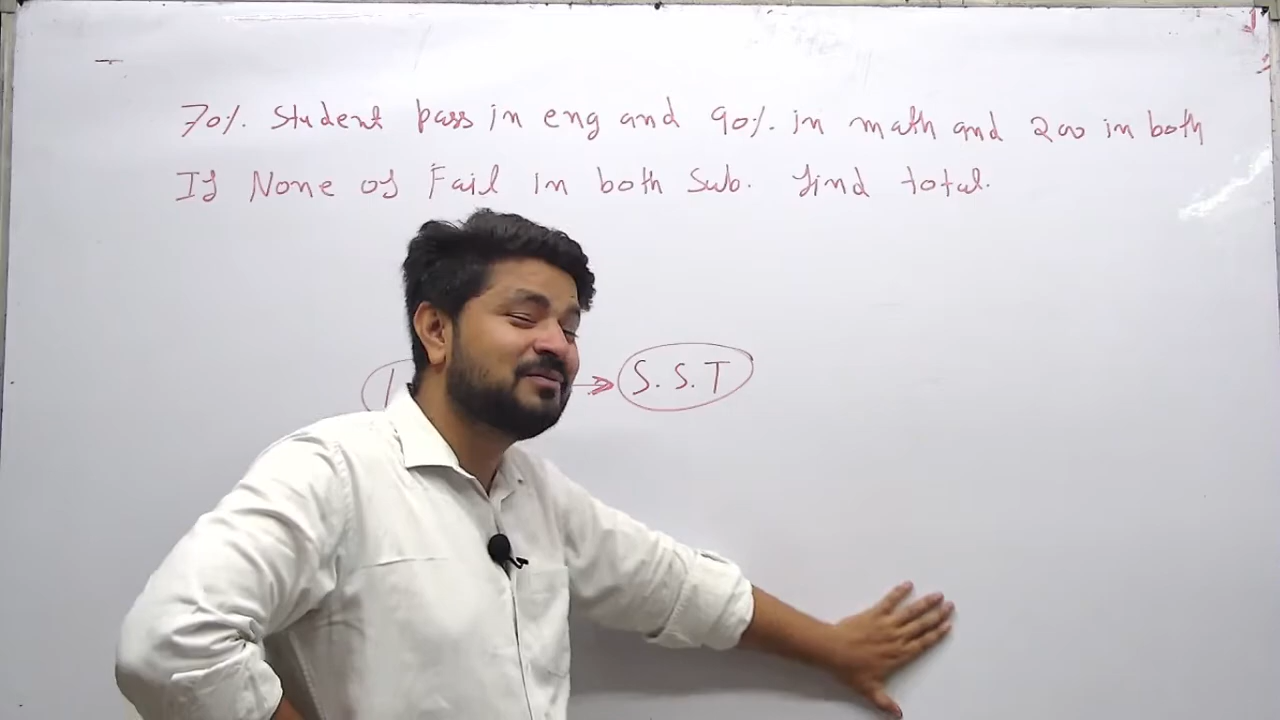 70%. Student pass in eng and 90%. in math and 200 in both
If None of Fail in both Sub. find total.
S.S.T